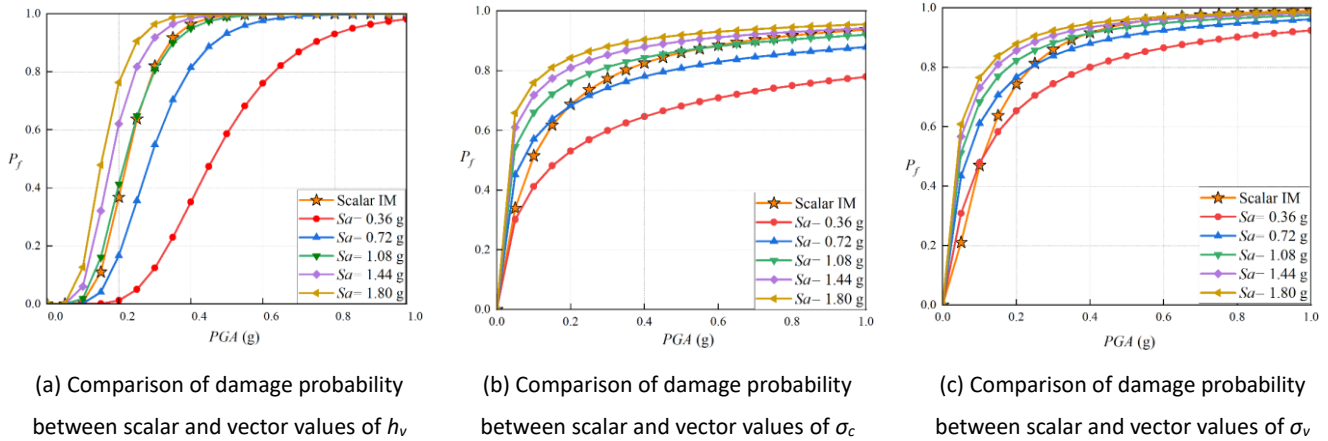 1.0
0.8
0.6
P_f
0.4
0.2
0.0
0.0 0.2 0.4 0.6 0.8 1.0
PGA (g)
Scalar IM
Sa= 0.36 g
Sa= 0.72 g
Sa= 1.08 g
Sa= 1.44 g
Sa= 1.80 g
(a) Comparison of damage probability
between scalar and vector values of h_v
1.0
0.8
0.6
P_f
0.4
0.2
0.0
0.0 0.2 0.4 0.6 0.8 1.0
PGA (g)
Scalar IM
Sa− 0.36 g
Sa− 0.72 g
Sa− 1.08 g
Sa− 1.44 g
Sa− 1.80 g
(b) Comparison of damage probability
between scalar and vector values of σ_c
1.0
0.8
0.6
P_f
0.4
0.2
0.0
0.0 0.2 0.4 0.6 0.8 1.0
PGA (g)
Scalar IM
Sa= 0.36 g
Sa= 0.72 g
Sa= 1.08 g
Sa= 1.44 g
Sa− 1.80 g
(c) Comparison of damage probability
between scalar and vector values of σ_v